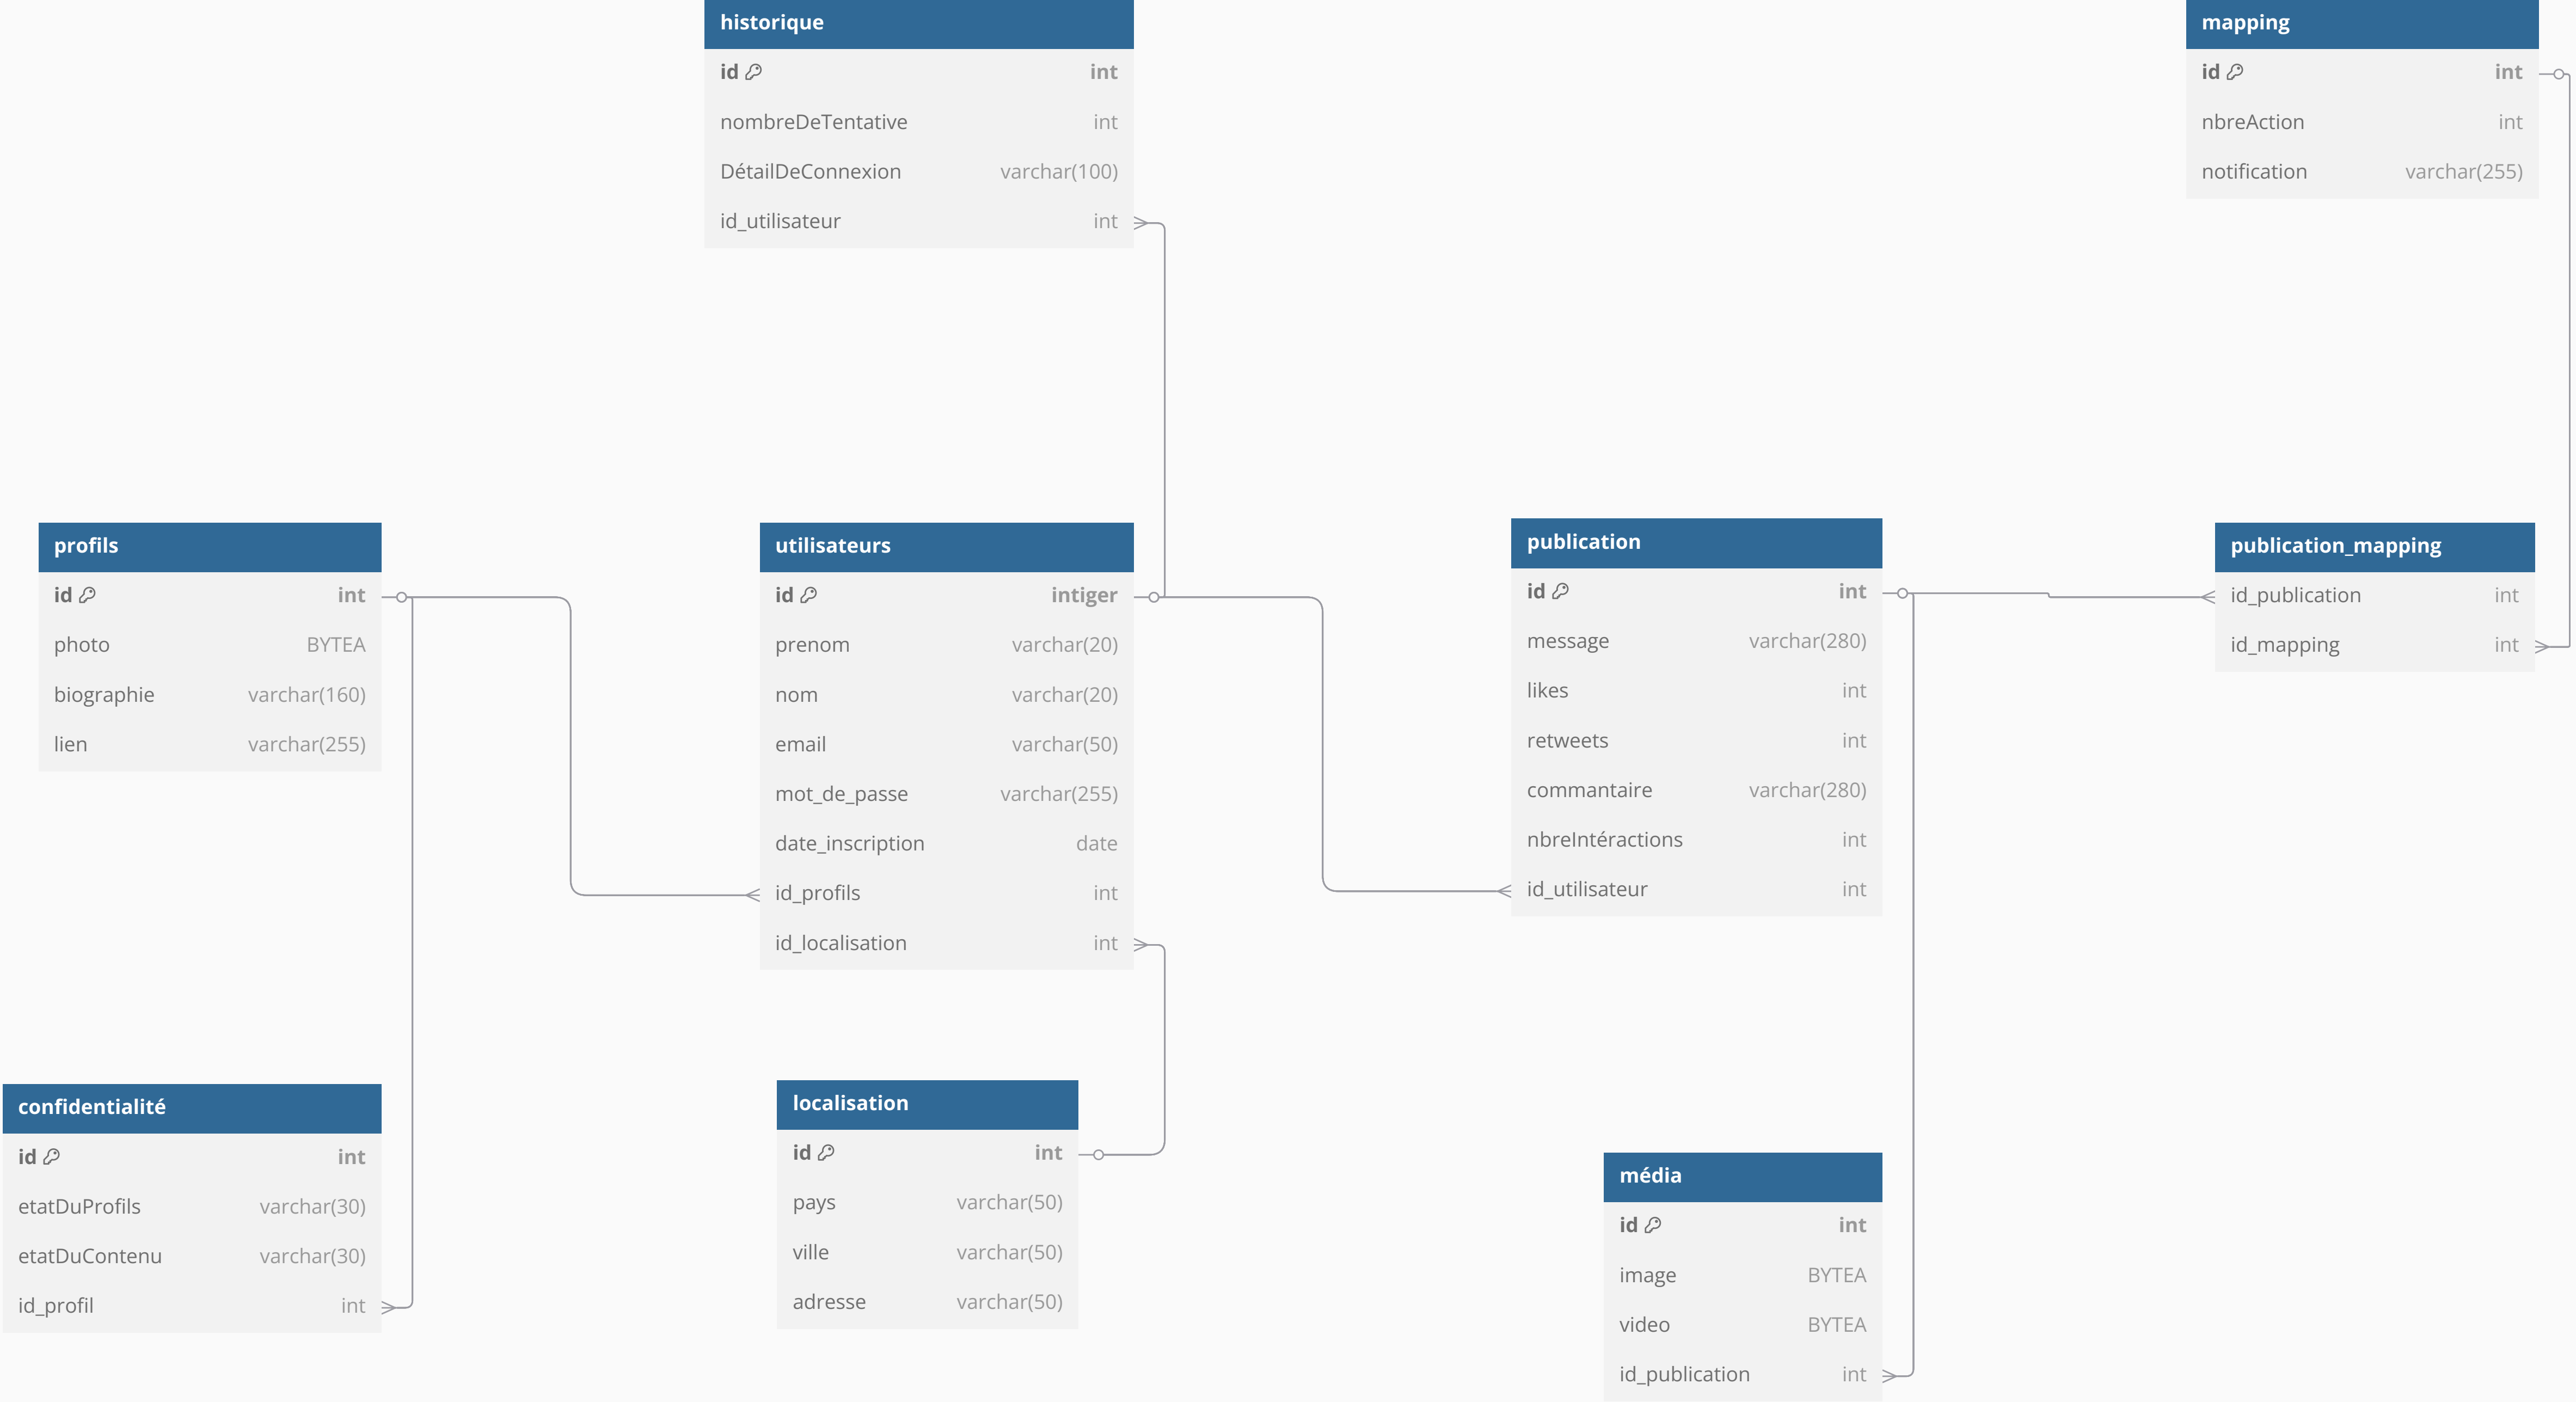 historique
id int
nombreDeTentative int
DétailDeConnexion varchar(100)
id_utilisateur int
mapping
id int
nbreAction int
notification varchar(255)
profils
id int
photo BYTEA
biographie varchar(160)
lien varchar(255)
utilisateurs
id intiger
prenom varchar(20)
nom varchar(20)
email varchar(50)
mot_de_passe varchar(255)
date_inscription date
id_profils int
id_localisation int
publication
id int
message varchar(280)
likes int
retweets int
commantaire varchar(280)
nbreIntéractions int
id_utilisateur int
publication_mapping
id_publication int
id_mapping int
confidentialité
id int
etatDuProfils varchar(30)
etatDuContenu varchar(30)
id_profil int
localisation
id int
pays varchar(50)
ville varchar(50)
adresse varchar(50)
média
id int
image BYTEA
video BYTEA
id_publication int